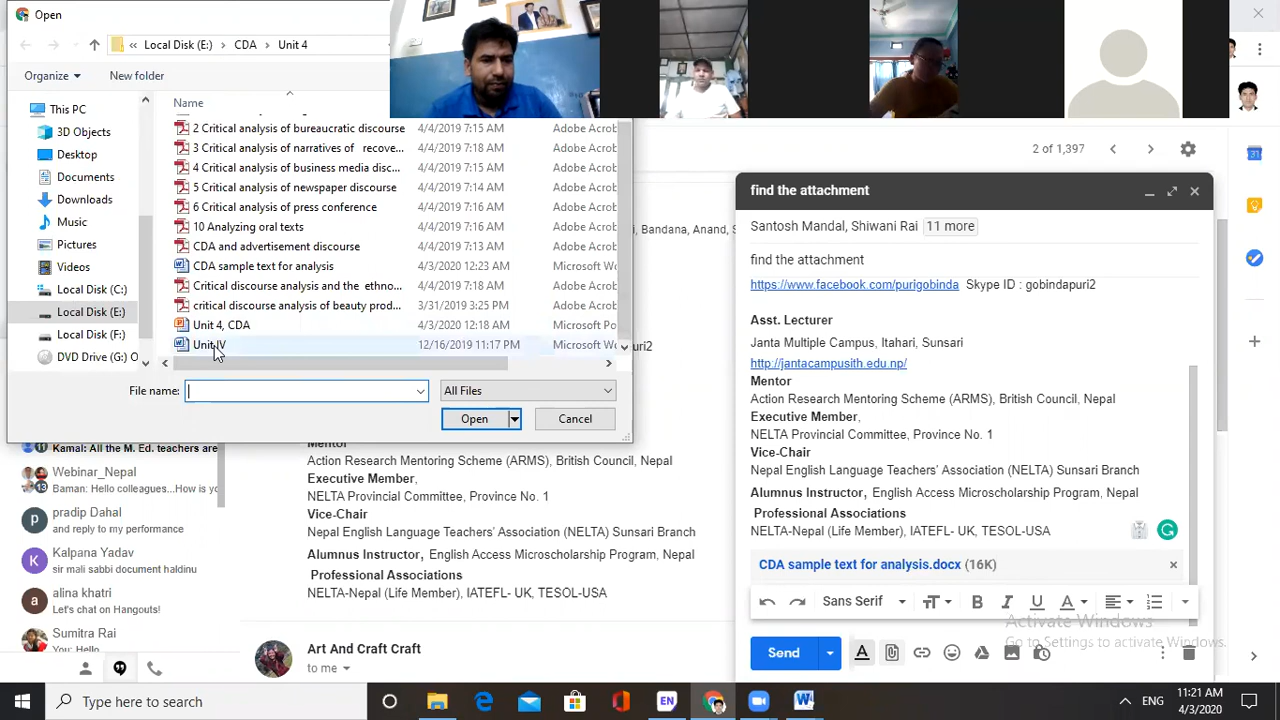 Open
Local Disk (E:)
CDA
Unit 4
Organize
New folder
This PC
3D Objects
Desktop
Documents
Downloads
Music
Pictures
Videos
Local Disk (C:)
Local Disk (E:)
Local Disk (F:)
DVD Drive (G:) O
Name
2 Critical analysis of bureaucratic discourse 4/4/2019 7:15 AM Adobe Acrob
3 Critical analysis of narratives of recove... 4/4/2019 7:18 AM Adobe Acrob
4 Critical analysis of business media disc... 4/4/2019 7:15 AM Adobe Acrob
5 Critical analysis of newspaper discourse 4/4/2019 7:14 AM Adobe Acrob
6 Critical analysis of press conference 4/4/2019 7:16 AM Adobe Acrob
10 Analyzing oral texts 4/4/2019 7:16 AM Adobe Acrob
CDA and advertisement discourse 4/4/2019 7:13 AM Adobe Acrob
CDA sample text for analysis 4/3/2020 12:23 AM Microsoft Wo
Critical discourse analysis and the ethno... 4/4/2019 7:18 AM Adobe Acrob
critical discourse analysis of beauty prod... 3/31/2019 3:25 PM Adobe Acrob
Unit 4, CDA 4/3/2020 12:18 AM Microsoft Po
Unit IV 12/16/2019 11:17 PM Microsoft Wo
File name:
All Files
Open
Cancel
2 of 1,397
, Bandana, Anand, S
uri2
Mentor
Action Research Mentoring Scheme (ARMS), British Council, Nepal
Executive Member,
NELTA Provincial Committee, Province No. 1
Vice-Chair
Nepal English Language Teachers' Association (NELTA) Sunsari Branch
Alumnus Instructor, English Access Microscholarship Program, Nepal
Professional Associations
NELTA-Nepal (Life Member), IATEFL- UK, TESOL-USA
Art And Craft Craft
to me
Kamal: All the M. Ed. teachers are
Webinar_Nepal
13
Baman: Hello colleagues...How is yo
pradip Dahal
and reply to my performance
Kalpana Yadav
sir mali sabbi document haldinu
alina khatri
Let's chat on Hangouts!
Sumitra Rai
You: Hello
find the attachment
Santosh Mandal, Shiwani Rai 11 more
find the attachment
https://www.facebook.com/purigobinda Skype ID : gobindapuri2
Asst. Lecturer
Janta Multiple Campus, Itahari, Sunsari
http://jantacampusith.edu.np/
Mentor
Action Research Mentoring Scheme (ARMS), British Council, Nepal
Executive Member,
NELTA Provincial Committee, Province No. 1
Vice-Chair
Nepal English Language Teachers' Association (NELTA) Sunsari Branch
Alumnus Instructor, English Access Microscholarship Program, Nepal
Professional Associations
NELTA-Nepal (Life Member), IATEFL- UK, TESOL-USA
CDA sample text for analysis.docx (16K)
Sans Serif
Activate Windows
Go to Settings to activate Windows.
Send
Type here to search
EN
ENG
11:21 AM
4/3/2020